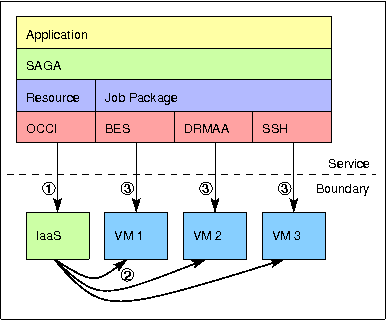 Application
SAGA
Resource Job Package
OCCI BES DRMAA SSH
Service
① ③ ③ ③
Boundary
IaaS VM 1 VM 2 VM 3
②